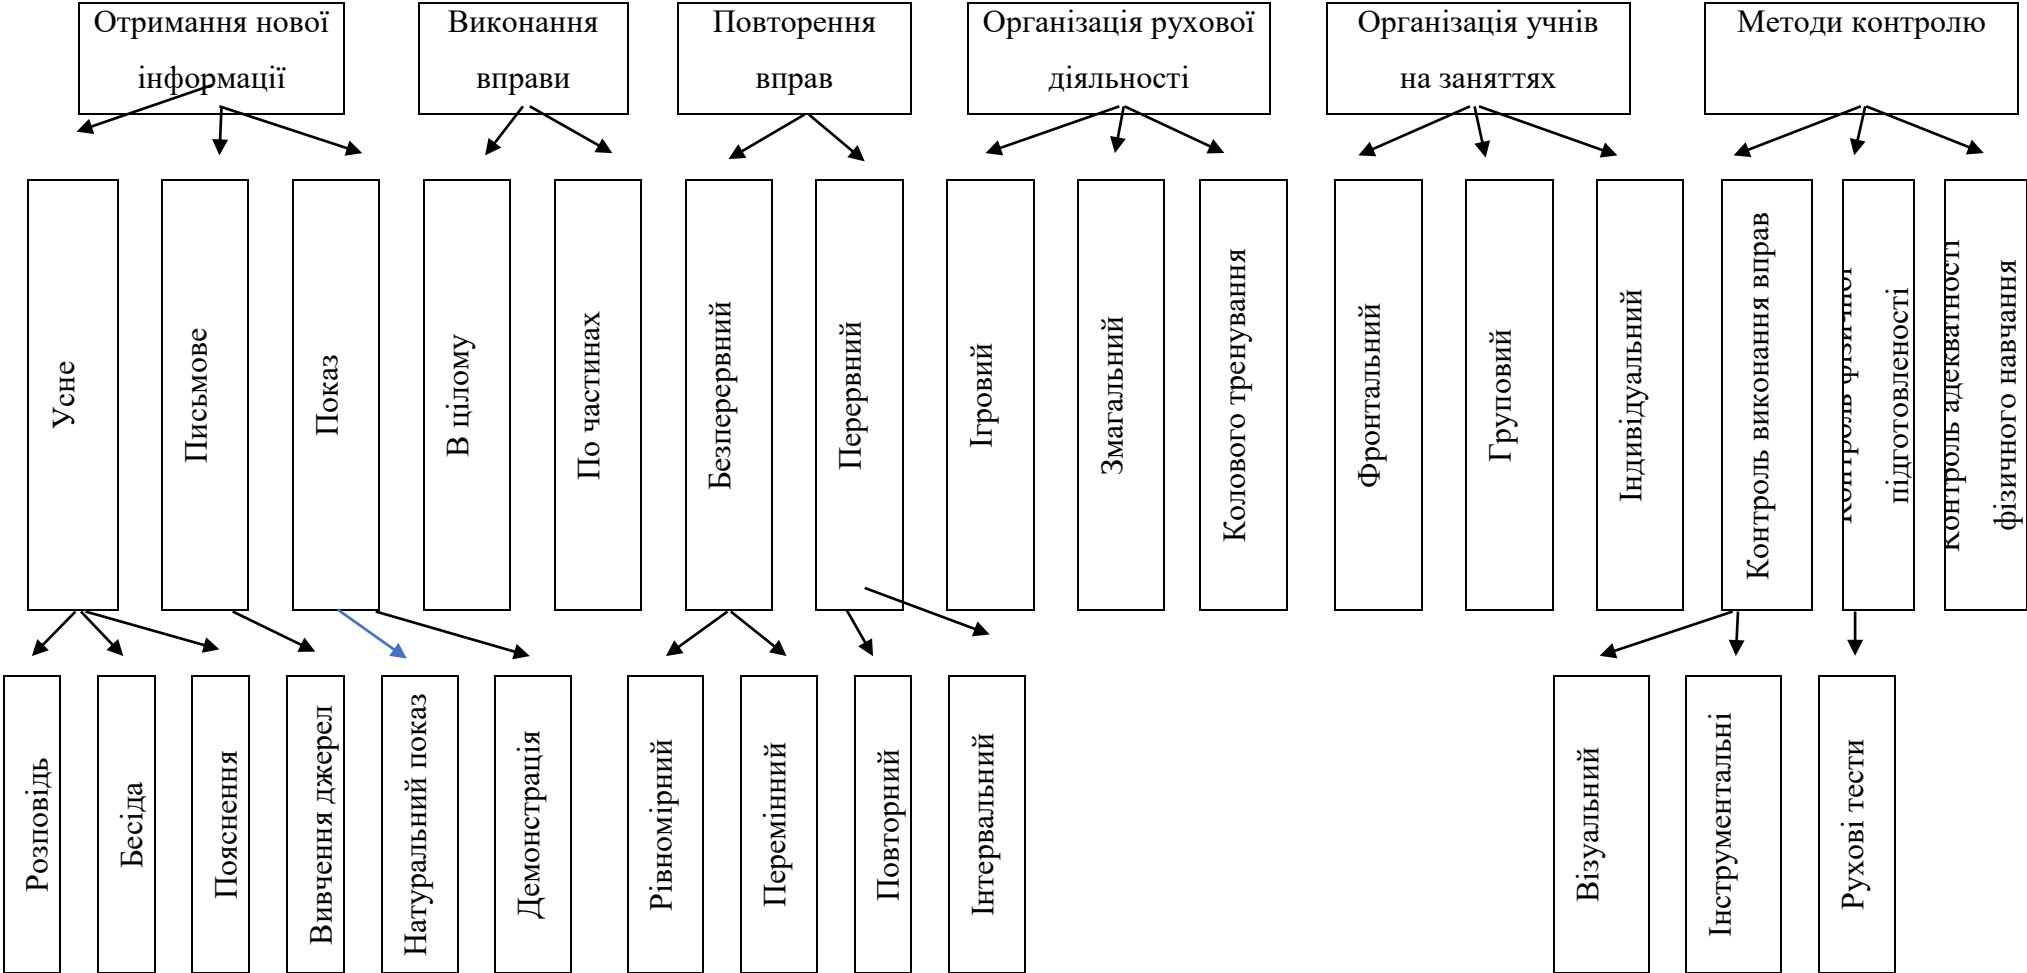 Отримання нової
інформації
Виконання
вправи
Повторення
вправ
Організація рухової
діяльності
Організація учнів
на заняттях
Методи контролю
Усне
Письмове
Показ
В цілому
По частинах
Безперервний
Перервний
Ігровий
Змагальний
Колового тренування
Фронтальний
Груповий
Індивідуальний
Контроль виконання вправ
Контроль фізичної
підготовленості
Контроль адекватності
фізичного навчання
Розповідь
Бесіда
Пояснення
Вивчення джерел
Натуральний показ
Демонстрація
Рівномірний
Перемінний
Повторний
Інтервальний
Візуальний
Інструментальні
Рухові тести